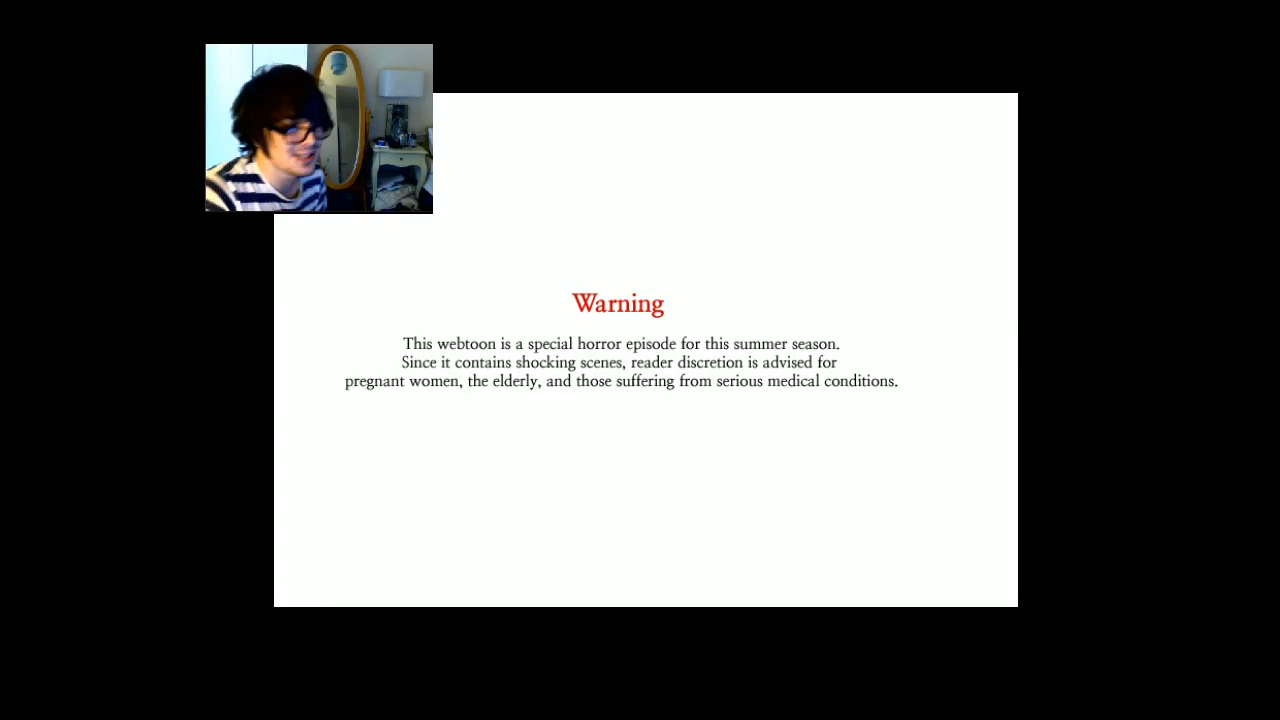 Warning
This webtoon is a special horror episode for this summer season.
Since it contains shocking scenes, reader discretion is advised for
pregnant women, the elderly, and those suffering from serious medical conditions.